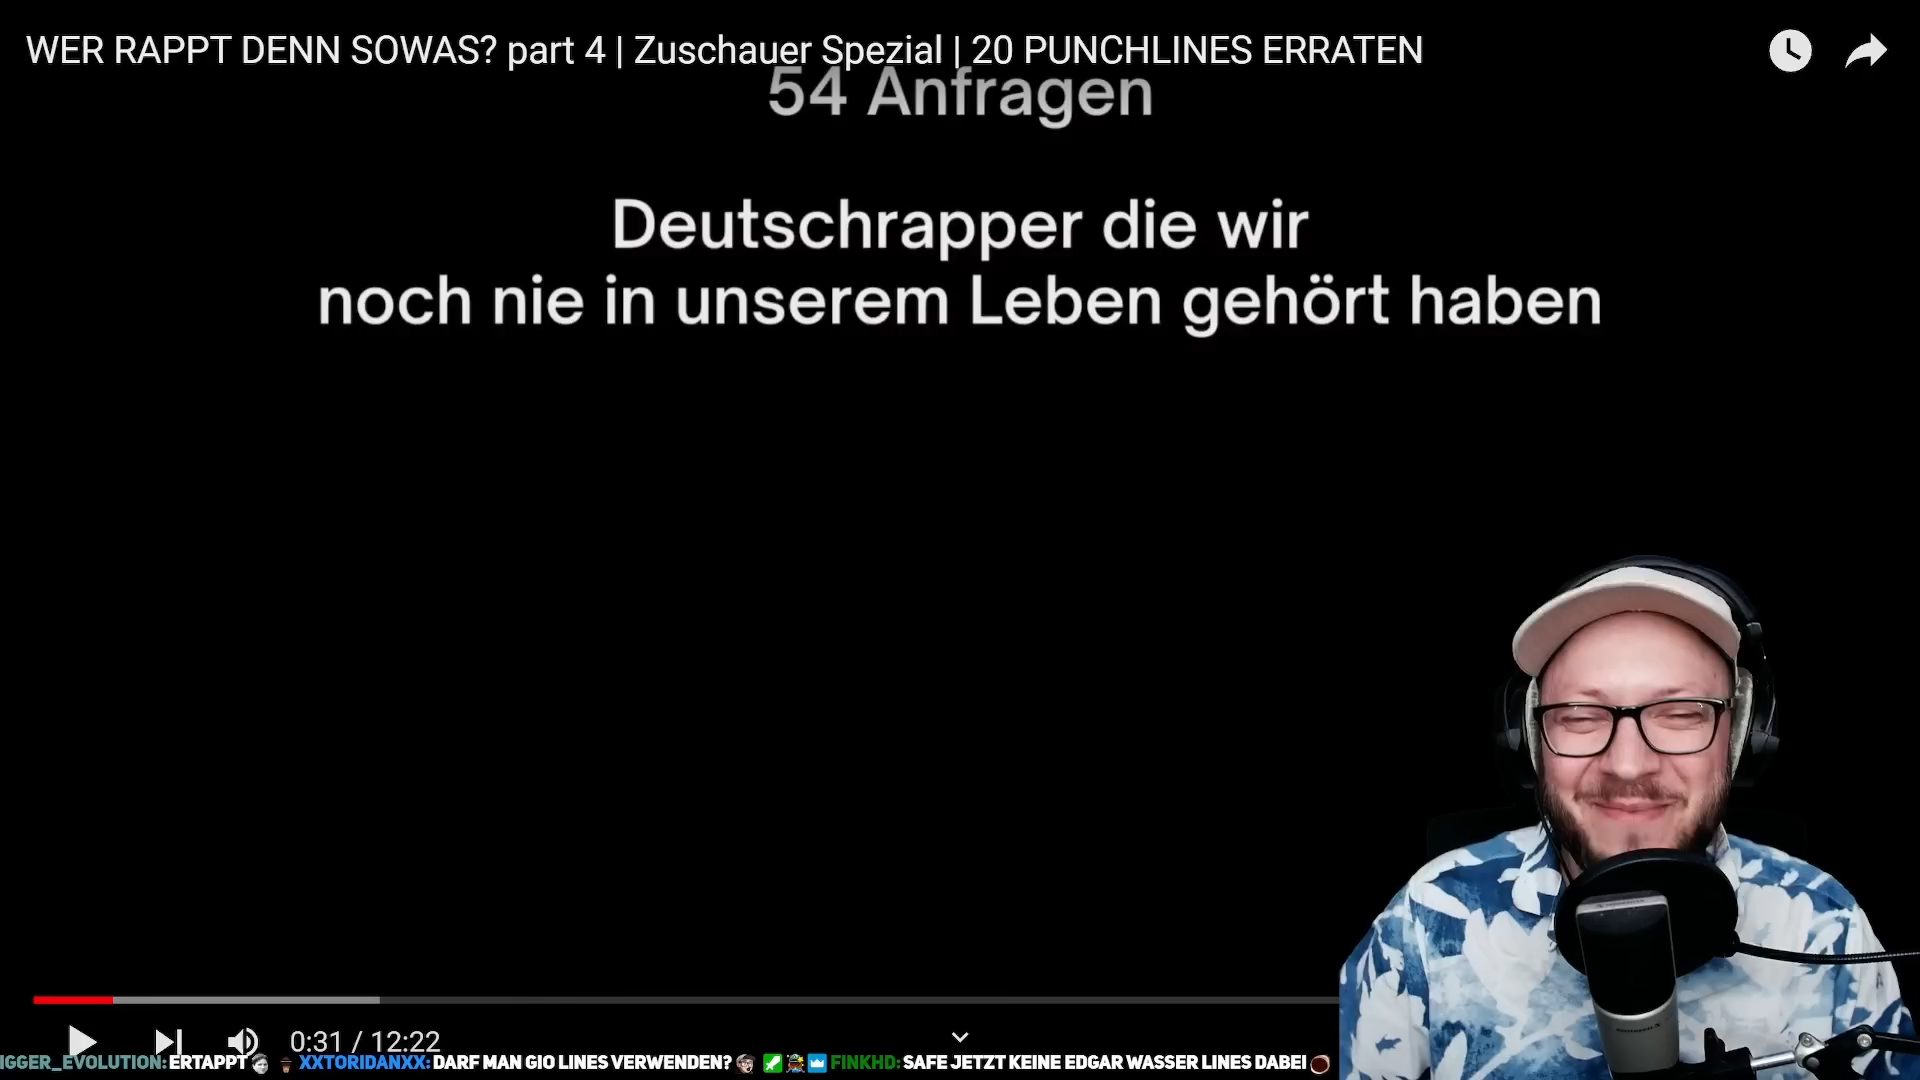 WER RAPPT DENN SOWAS? part 4 | Zuschauer Spezial | 20 PUNCHLINES ERRATEN
54 Anfragen
Deutschrapper die wir
noch nie in unserem Leben gehört haben
0:31 / 12:22
IGGER_EVOLUTION: ERTAPPT XXTORIDANXX: DARF MAN GIO LINES VERWENDEN? FINKHD: SAFE JETZT KEINE EDGAR WASSER LINES DABEI